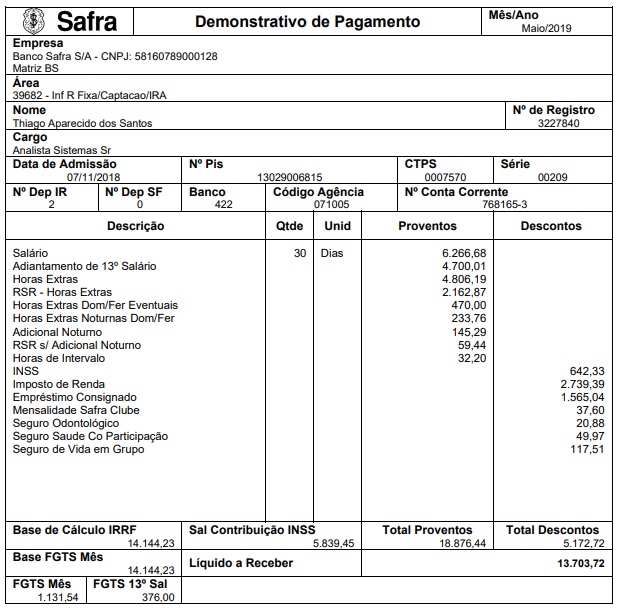 Safra
Demonstrativo de Pagamento
Mês/Ano
Maio/2019
Empresa
Banco Safra S/A - CNPJ: 58160789000128
Matriz BS
Área
39682 - Inf R Fixa/Captacao/IRA
Nome Nº de Registro
Thiago Aparecido dos Santos 3227840
Cargo
Analista Sistemas Sr
Data de Admissão Nº Pis CTPS Série
07/11/2018 13029006815 0007570 00209
Nº Dep IR Nº Dep SF Banco Código Agência Nº Conta Corrente
2 0 422 071005 768165-3
Descrição Qtde Unid Proventos Descontos
Salário 30 Dias 6.266,68
Adiantamento de 13º Salário 4.700,01
Horas Extras 4.806,19
RSR - Horas Extras 2.162,87
Horas Extras Dom/Fer Eventuais 470,00
Horas Extras Noturnas Dom/Fer 233,76
Adicional Noturno 145,29
RSR s/ Adicional Noturno 59,44
Horas de Intervalo 32,20
INSS 642,33
Imposto de Renda 2.739,39
Empréstimo Consignado 1.565,04
Mensalidade Safra Clube 37,60
Seguro Odontológico 20,88
Seguro Saude Co Participação 49,97
Seguro de Vida em Grupo 117,51
Base de Cálculo IRRF Sal Contribuição INSS Total Proventos Total Descontos
14.144,23 5.839,45 18.876,44 5.172,72
Base FGTS Mês Líquido a Receber 13.703,72
14.144,23
FGTS Mês FGTS 13º Sal
1.131,54 376,00